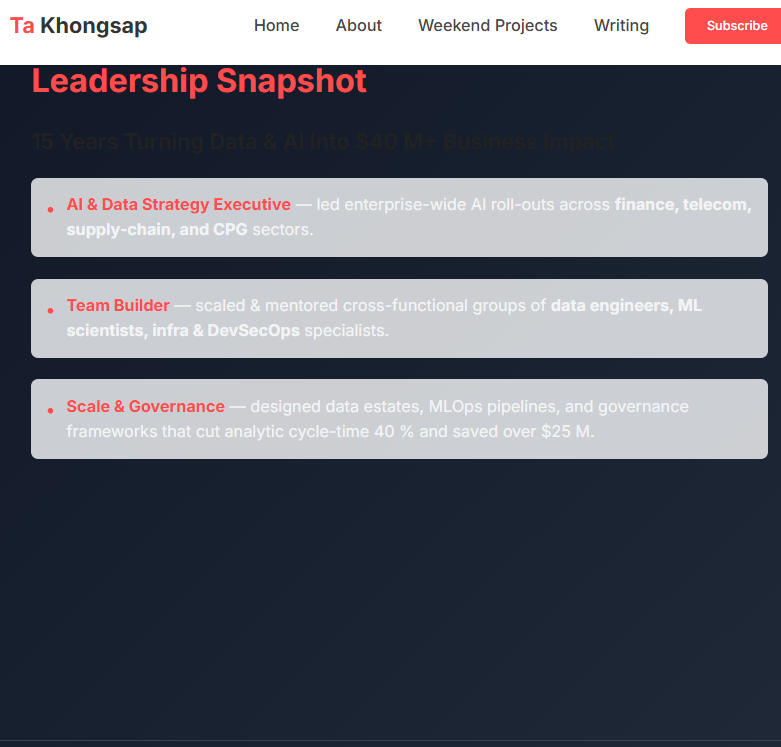 Ta Khongsap Home About Weekend Projects Writing Subscribe
Leadership Snapshot
15 Years Turning Data & AI Into $40 M+ Business Impact
• AI & Data Strategy Executive — led enterprise-wide AI roll-outs across finance, telecom,
supply-chain, and CPG sectors.
• Team Builder — scaled & mentored cross-functional groups of data engineers, ML
scientists, infra & DevSecOps specialists.
• Scale & Governance — designed data estates, MLOps pipelines, and governance
frameworks that cut analytic cycle-time 40 % and saved over $25 M.